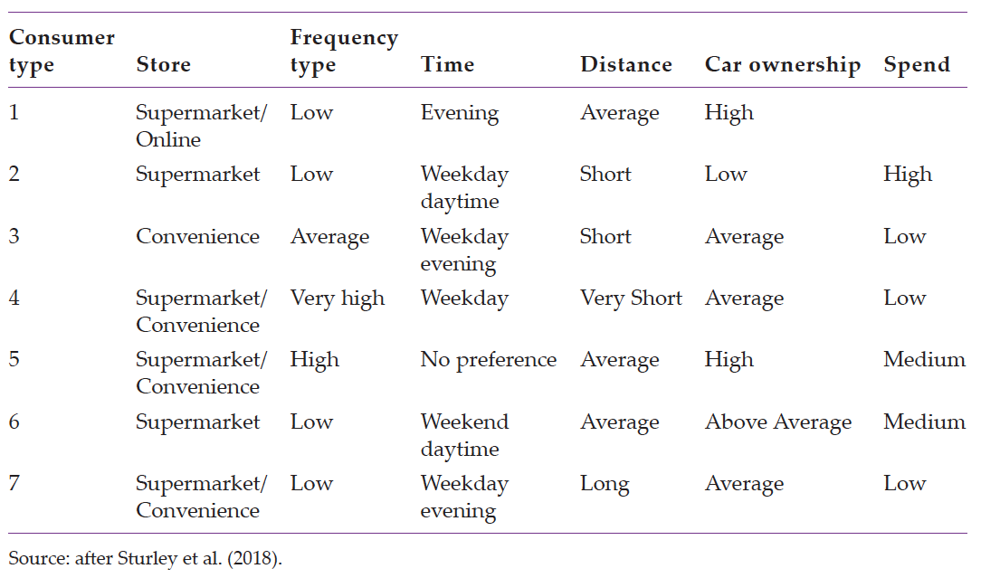 Consumer Frequency
type Store type Time Distance Car ownership Spend
1 Supermarket/ Low Evening Average High
Online
2 Supermarket Low Weekday Short Low High
daytime
3 Convenience Average Weekday Short Average Low
evening
4 Supermarket/ Very high Weekday Very Short Average Low
Convenience
5 Supermarket/ High No preference Average High Medium
Convenience
6 Supermarket Low Weekend Average Above Average Medium
daytime
7 Supermarket/ Low Weekday Long Average Low
Convenience evening
Source: after Sturley et al. (2018).